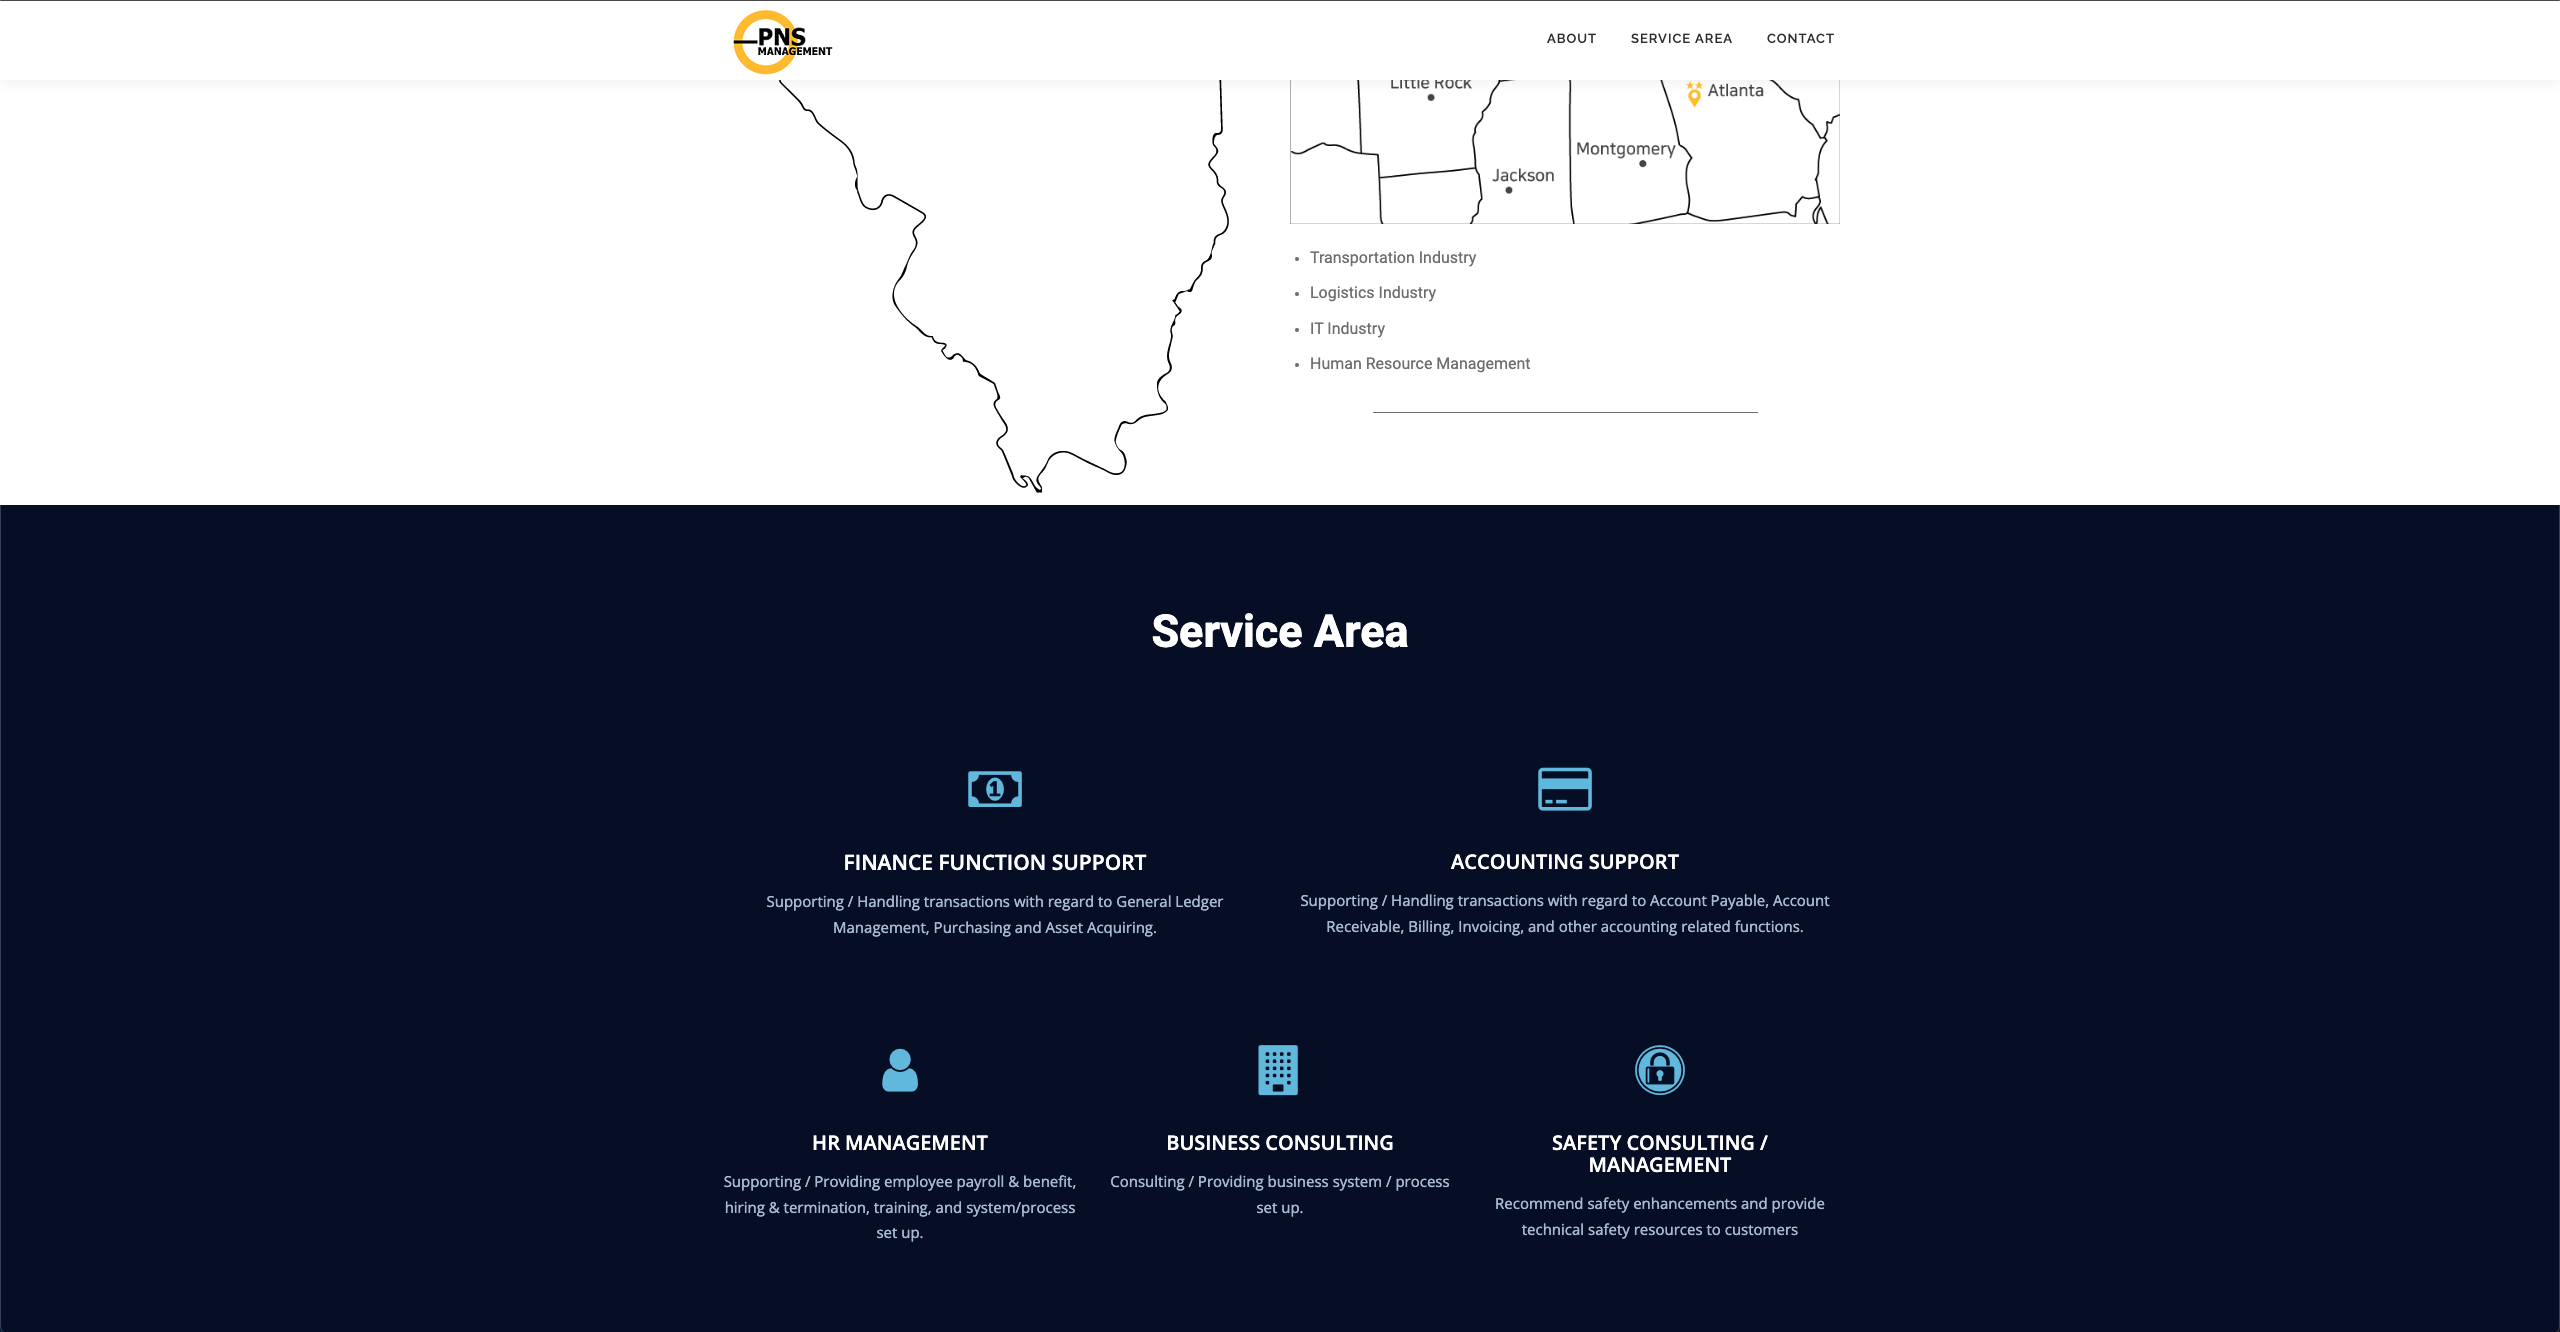 PNS
MANAGEMENT
ABOUT
SERVICE AREA
CONTACT
Little Rock
Atlanta
Montgomery
Jackson
Transportation Industry
Logistics Industry
IT Industry
Human Resource Management
Service Area
1
FINANCE FUNCTION SUPPORT
Supporting / Handling transactions with regard to General Ledger
Management, Purchasing and Asset Acquiring.
ACCOUNTING SUPPORT
Supporting / Handling transactions with regard to Account Payable, Account
Receivable, Billing, Invoicing, and other accounting related functions.
HR MANAGEMENT
Supporting / Providing employee payroll & benefit,
hiring & termination, training, and system/process
set up.
BUSINESS CONSULTING
Consulting / Providing business system / process
set up.
SAFETY CONSULTING /
MANAGEMENT
Recommend safety enhancements and provide
technical safety resources to customers